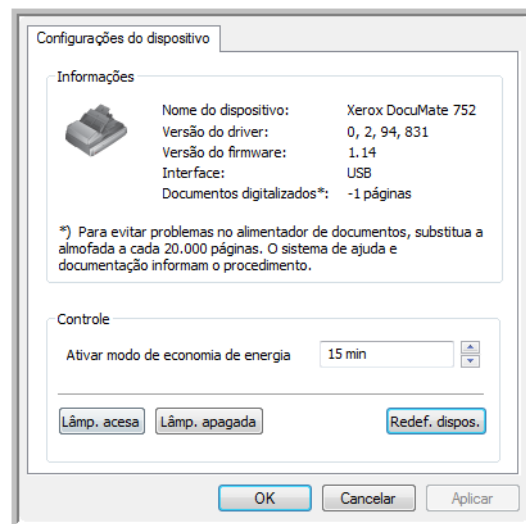 Configurações do dispositivo
Informações
Nome do dispositivo: Xerox DocuMate 752
Versão do driver: 0, 2, 94, 831
Versão do firmware: 1.14
Interface: USB
Documentos digitalizados*: -1 páginas
*) Para evitar problemas no alimentador de documentos, substitua a
almofada a cada 20.000 páginas. O sistema de ajuda e
documentação informam o procedimento.
Controle
Ativar modo de economia de energia 15 min
Lâmp. acesa Lâmp. apagada Redef. dispos.
OK Cancelar Aplicar